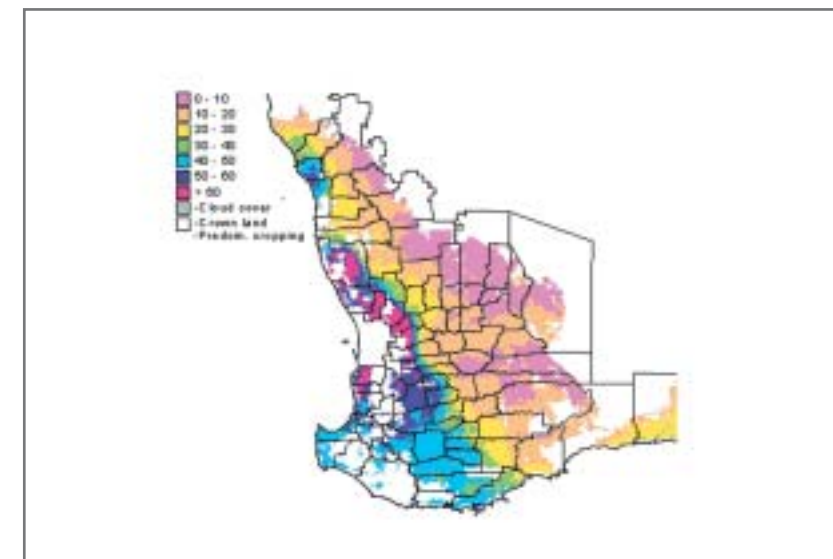 0 - 10
10 - 20
20 - 30
30 - 40
40 - 50
50 - 60
> 60
-Cloud cover
-Crown land
-Predom. cropping